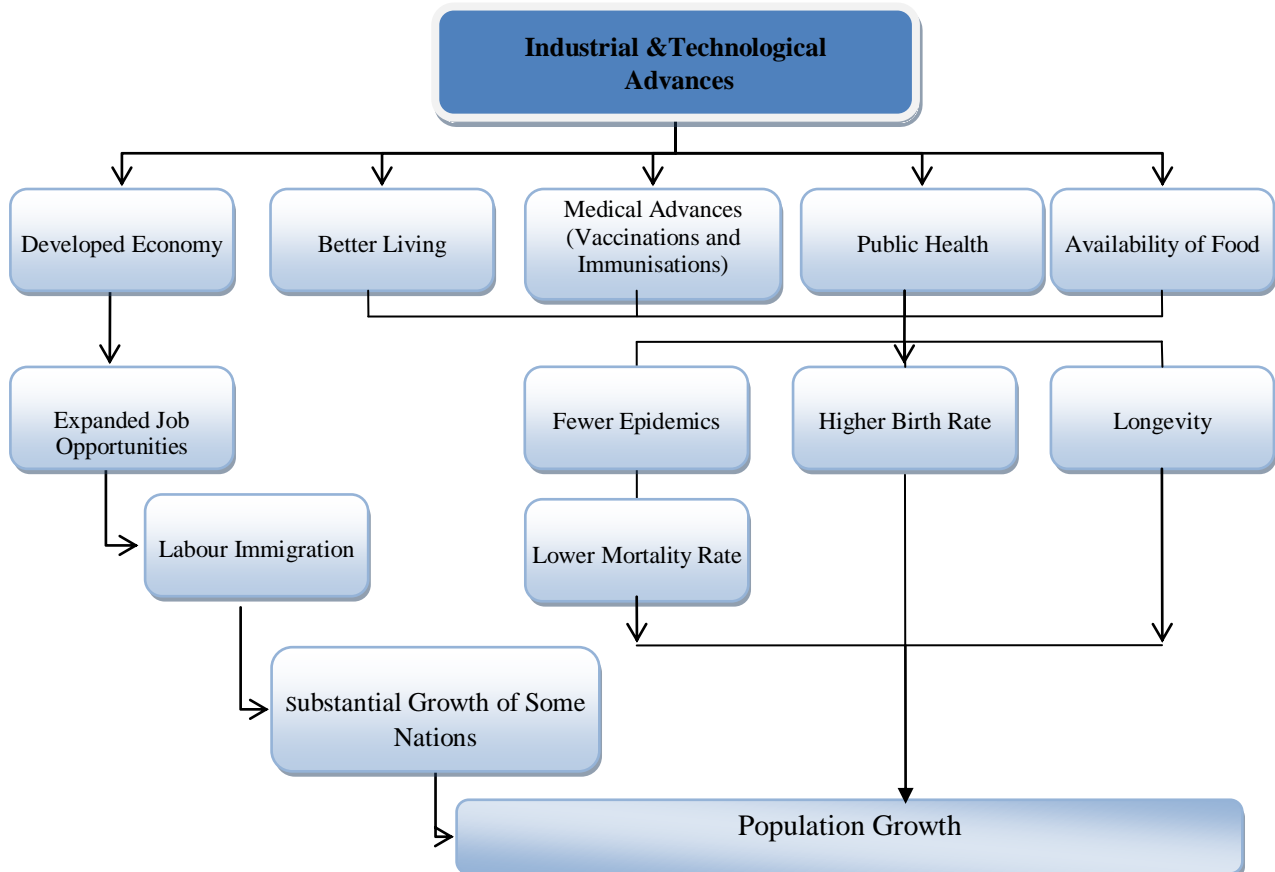 Industrial &Technological
Advances
Developed Economy
Better Living
Medical Advances
(Vaccinations and
Immunisations)
Public Health
Availability of Food
Expanded Job
Opportunities
Fewer Epidemics
Higher Birth Rate
Longevity
Labour Immigration
Lower Mortality Rate
Substantial Growth of Some
Nations
Population Growth